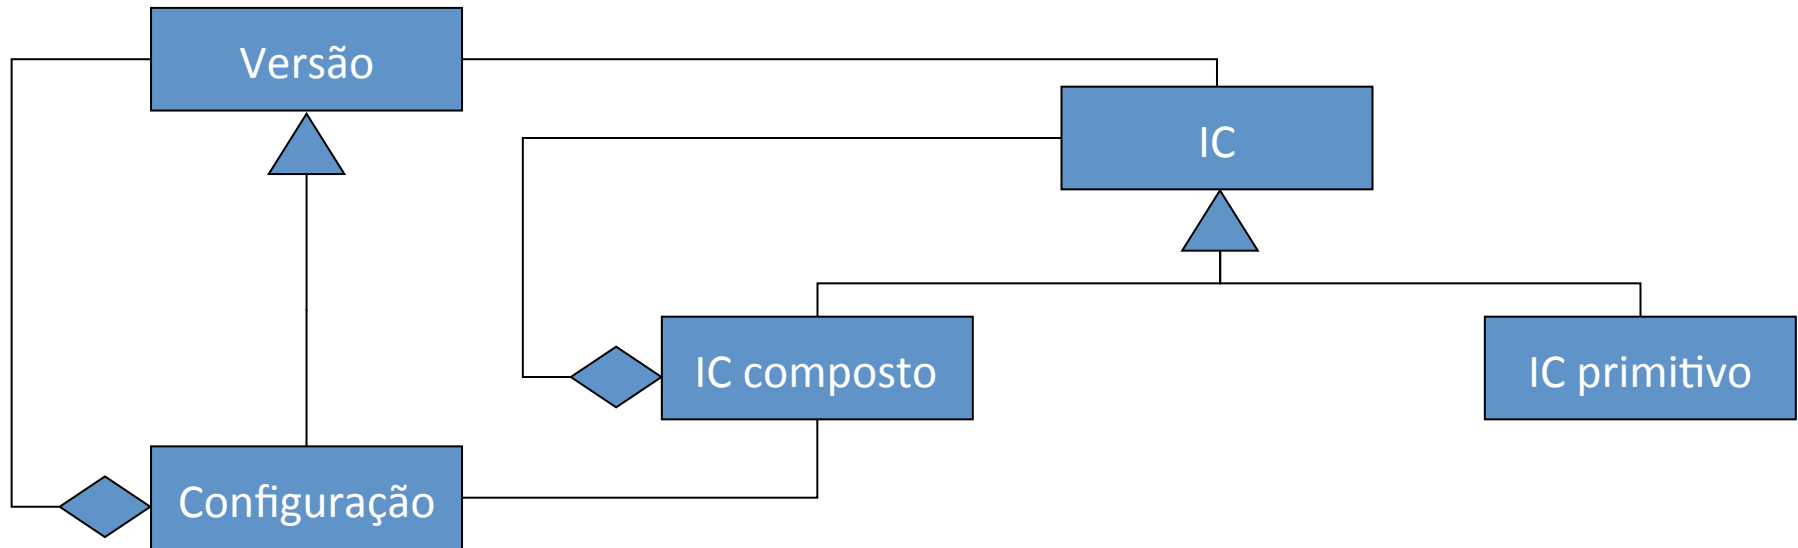 Versão
IC
IC composto
IC primitivo
Configuração